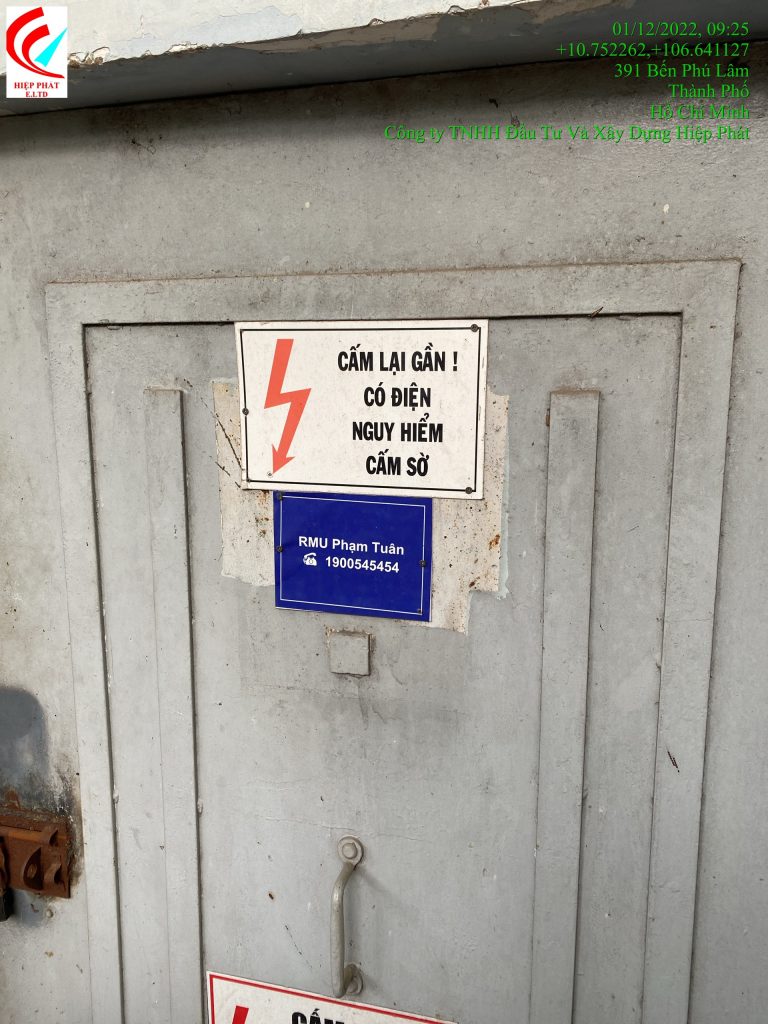 HIEP PHAT
E.LTD
01/12/2022, 09:25
+10.752262,+106.641127
391 Bến Phú Lâm
Thành Phố
Hồ Chí Minh
Công ty TNHH Đầu Tư Và Xây Dựng Hiệp Phát
CẤM LẠI GẦN !
CÓ ĐIỆN
NGUY HIỂM
CẤM SỜ
RMU Phạm Tuân
☎ 1900545454
CẤM